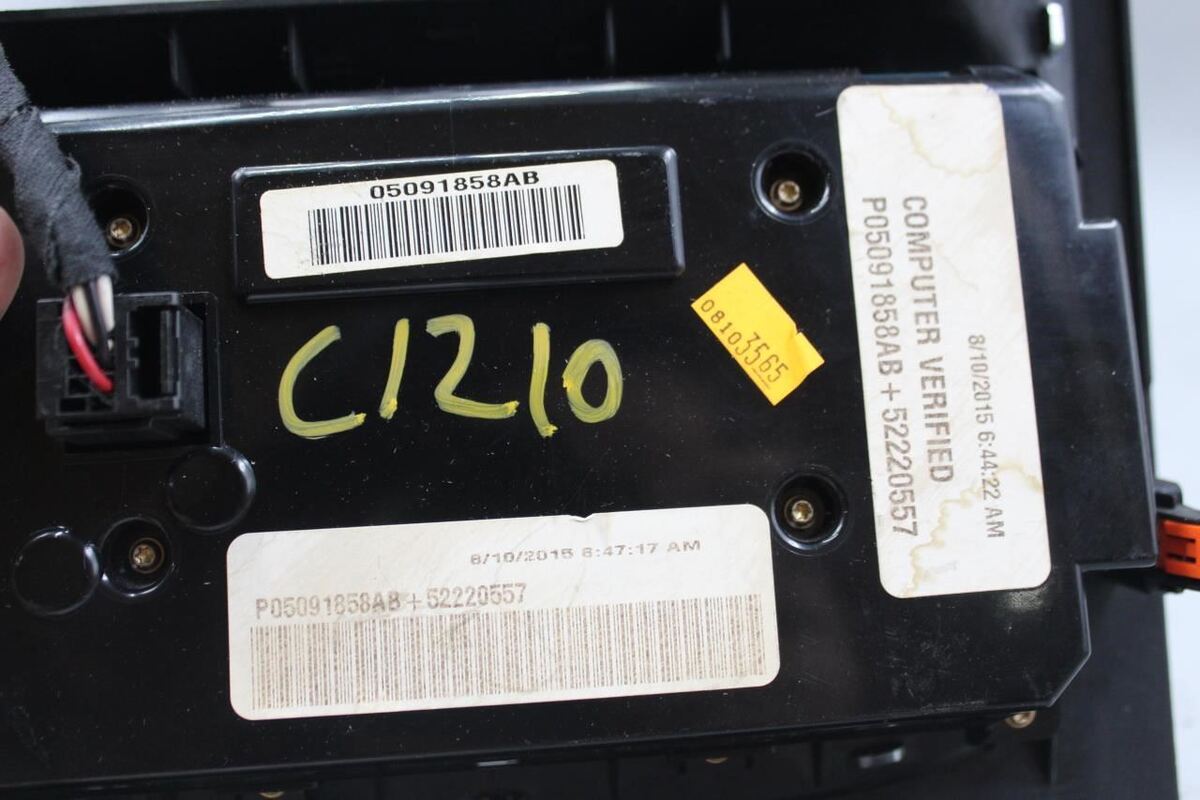 05091858AB
C1210
08103565
COMPUTER VERIFIED
P05091858AB+52220557
8/10/2015 6:44:22 AM
8/10/2015 6:47:17 AM
P05091858AB+52220557